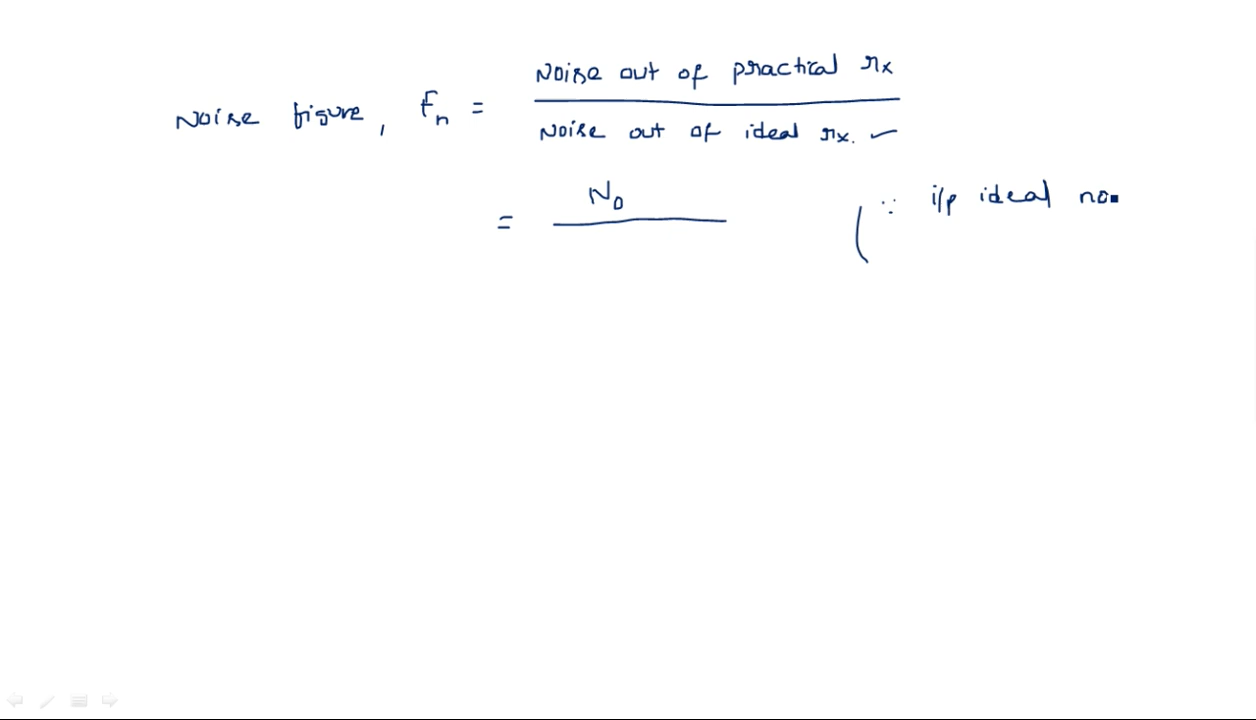 Noise out of practical rx
Noise figure, Fn =
Noise out of ideal rx. ✓
= N0
(∵ i/p ideal no